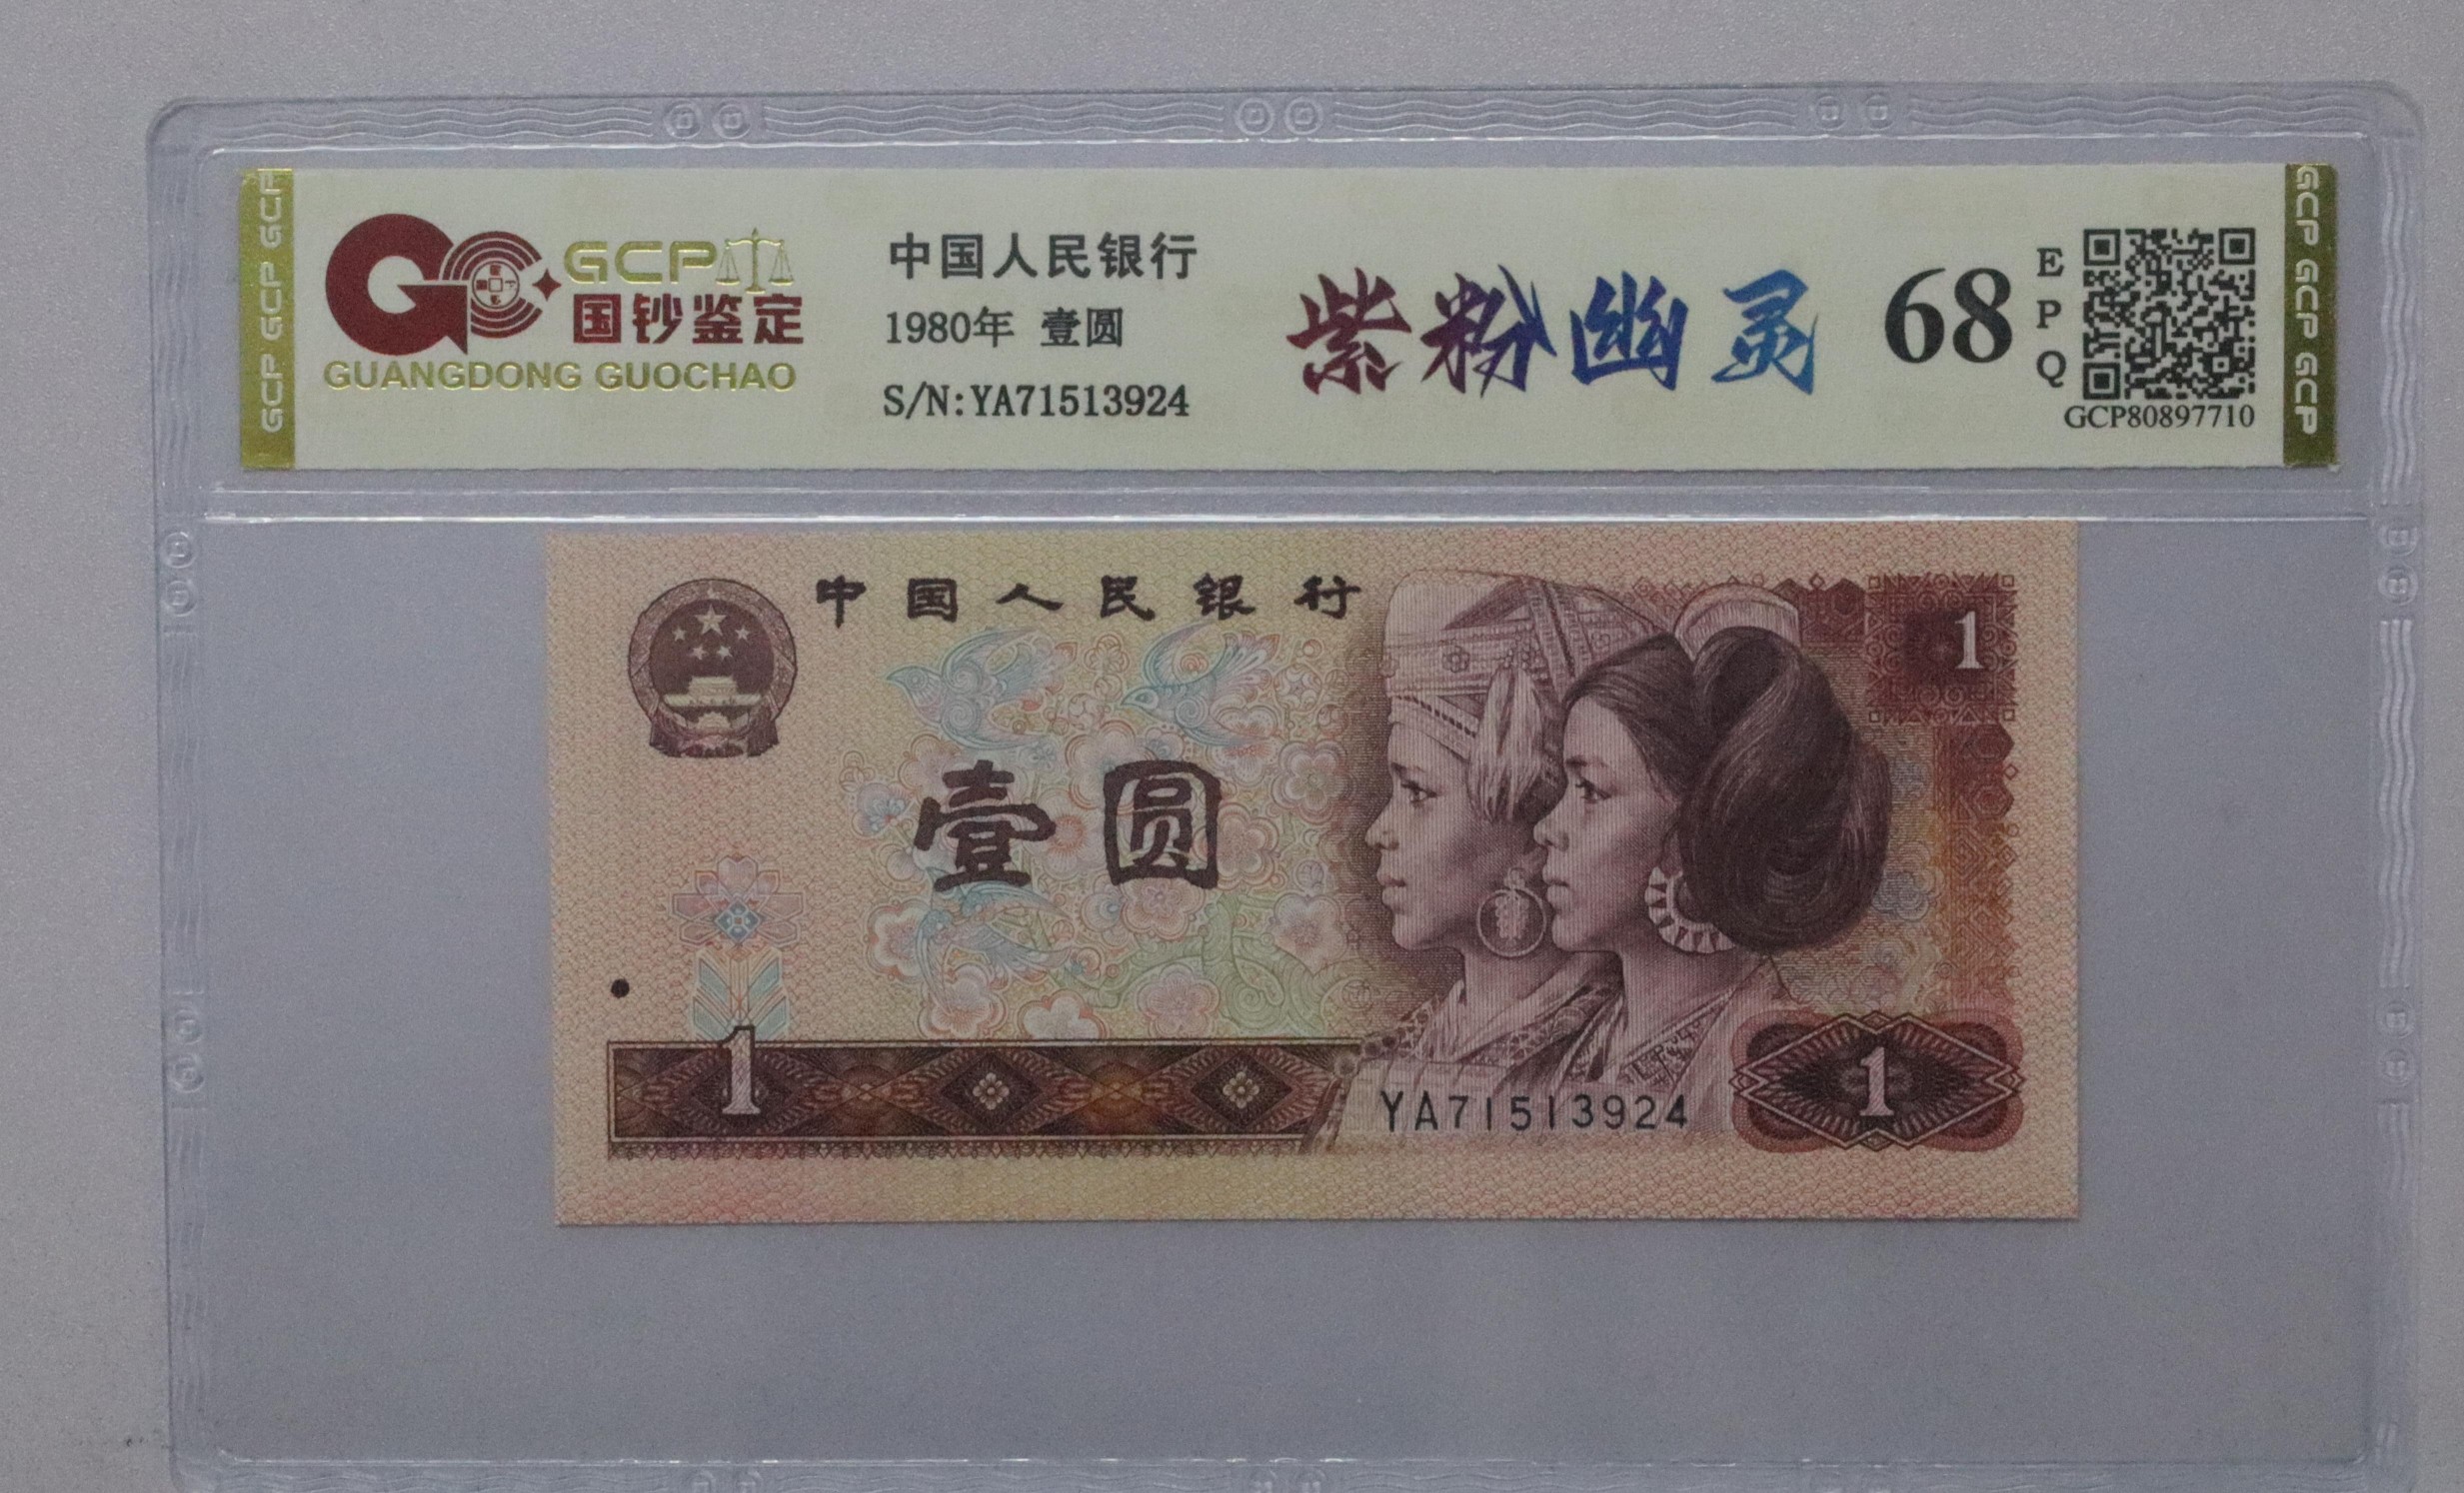 GCP GCP GCP
GCP
国钞鉴定
GUANGDONG GUOCHAO
中国人民银行
1980年 壹圆
S/N:YA71513924
紫粉幽灵
68
EPQ
GCP80897710
GCP GCP GCP
中国人民银行
1
壹圆
1
YA71513924
1